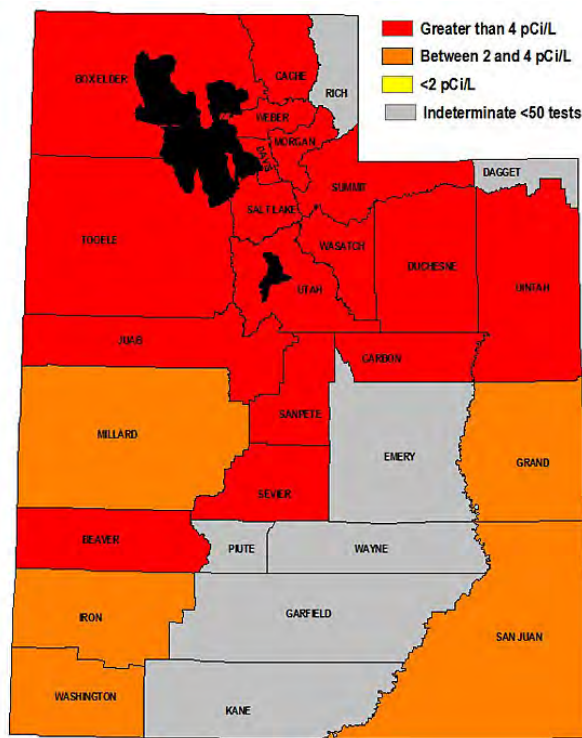 Greater than 4 pCi/L
Between 2 and 4 pCi/L
<2 pCi/L
Indeterminate <50 tests
BOXELDER
CACHE
RICH
WEBER
MORGAN
DAVIS
DAGGET
SUMMIT
SALT LAKE
TOOELE
WASATCH
DUCHESNE
UINTAH
UTAH
JUAB
CARBON
SANPETE
MILLARD
EMERY
GRAND
SEVIER
BEAVER
PIUTE
WAYNE
IRON
GARFIELD
SAN JUAN
WASHINGTON
KANE